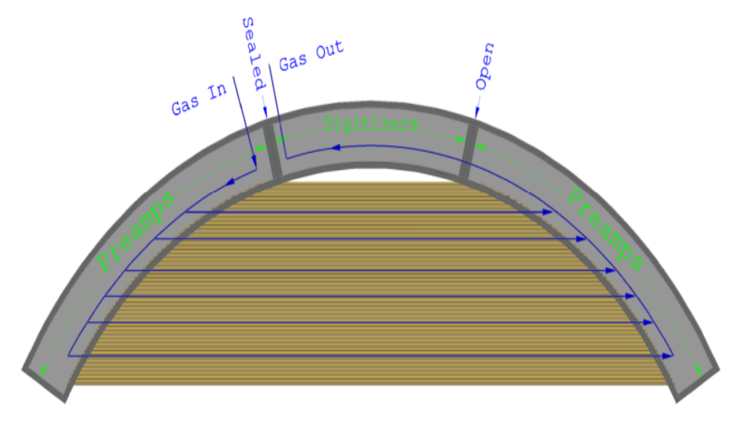 Sealed
Gas Out
Open
Gas In
Digitizers
Preamps
Preamps